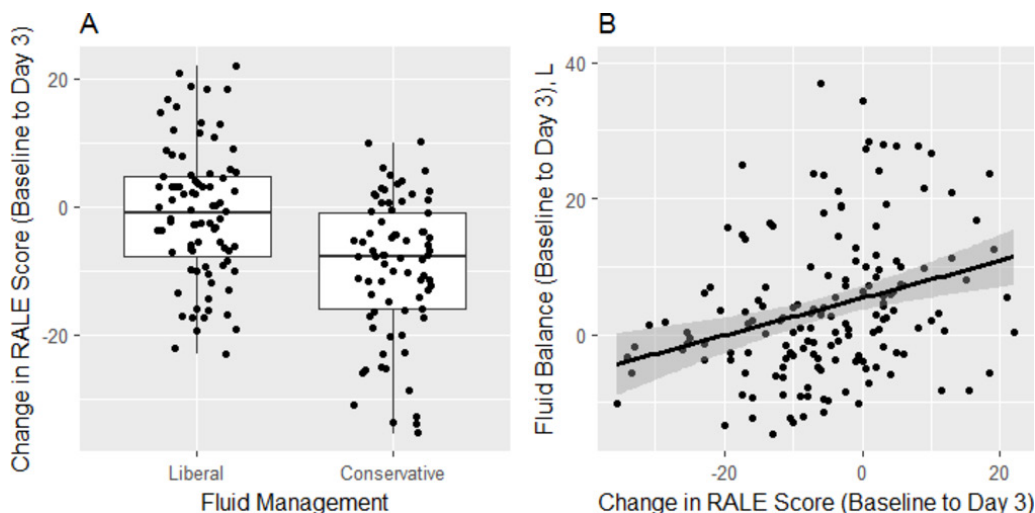 A
Change in RALE Score (Baseline to Day 3)
20
0
-20
Liberal
Conservative
Fluid Management
B
Fluid Balance (Baseline to Day 3), L
40
20
0
-20
0
20
Change in RALE Score (Baseline to Day 3)